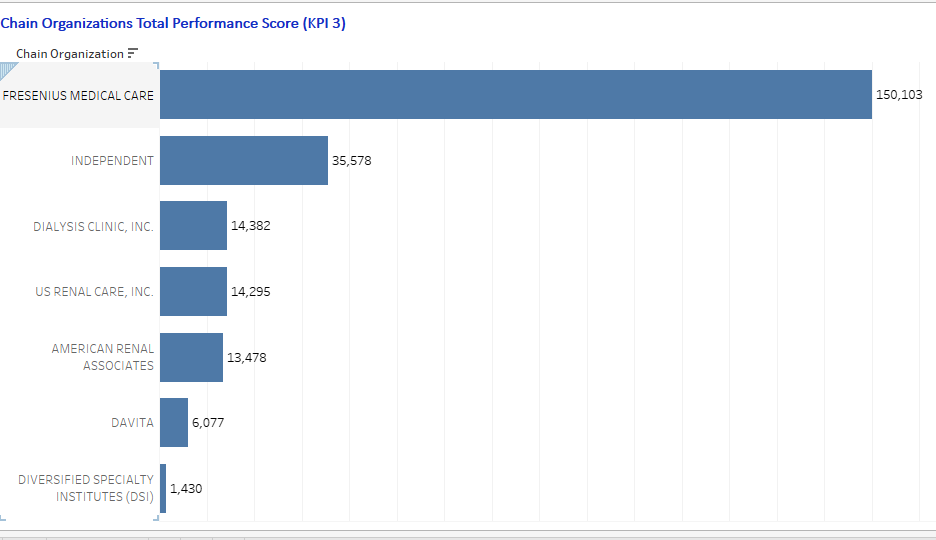 Chain Organizations Total Performance Score (KPI 3)
Chain Organization
FRESENIUS MEDICAL CARE 150,103
INDEPENDENT 35,578
DIALYSIS CLINIC, INC. 14,382
US RENAL CARE, INC. 14,295
AMERICAN RENAL
ASSOCIATES 13,478
DAVITA 6,077
DIVERSIFIED SPECIALTY
INSTITUTES (DSI) 1,430